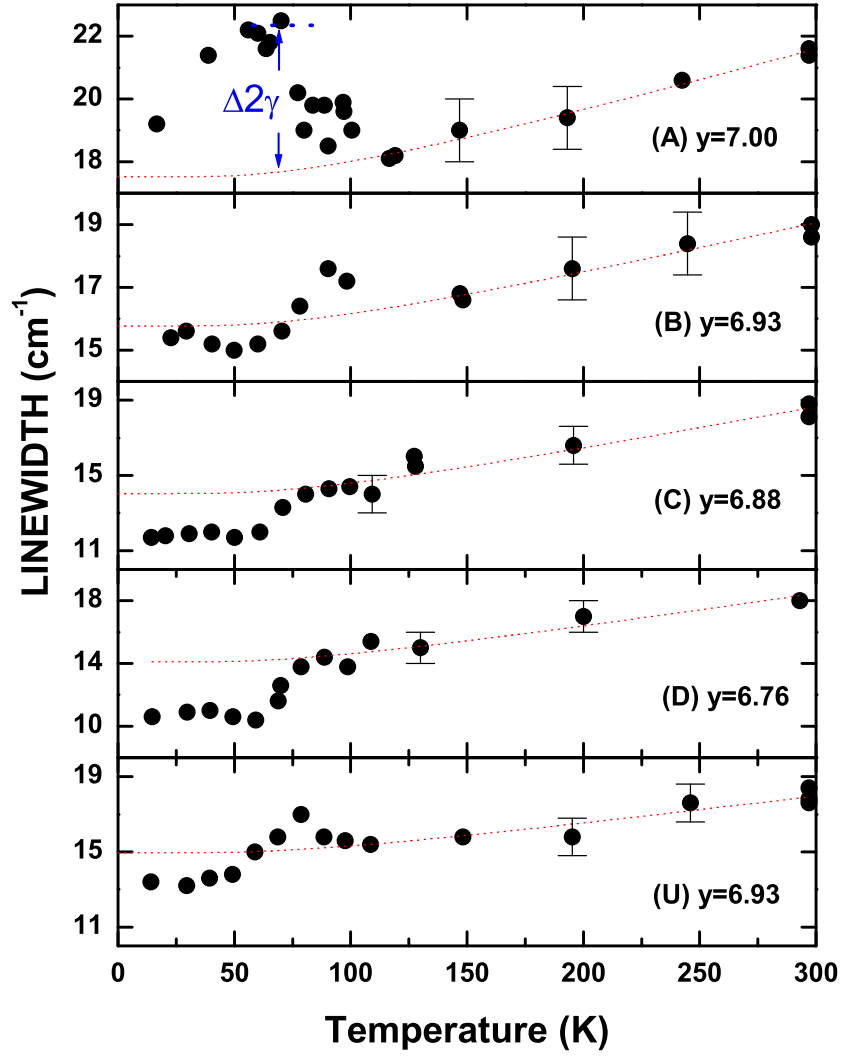 22
20
18
Δ2γ
(A) y=7.00
19
17
15
(B) y=6.93
19
15
11
(C) y=6.88
18
14
10
(D) y=6.76
19
15
11
(U) y=6.93
0 50 100 150 200 250 300
Temperature (K)
LINEWIDTH (cm⁻¹)